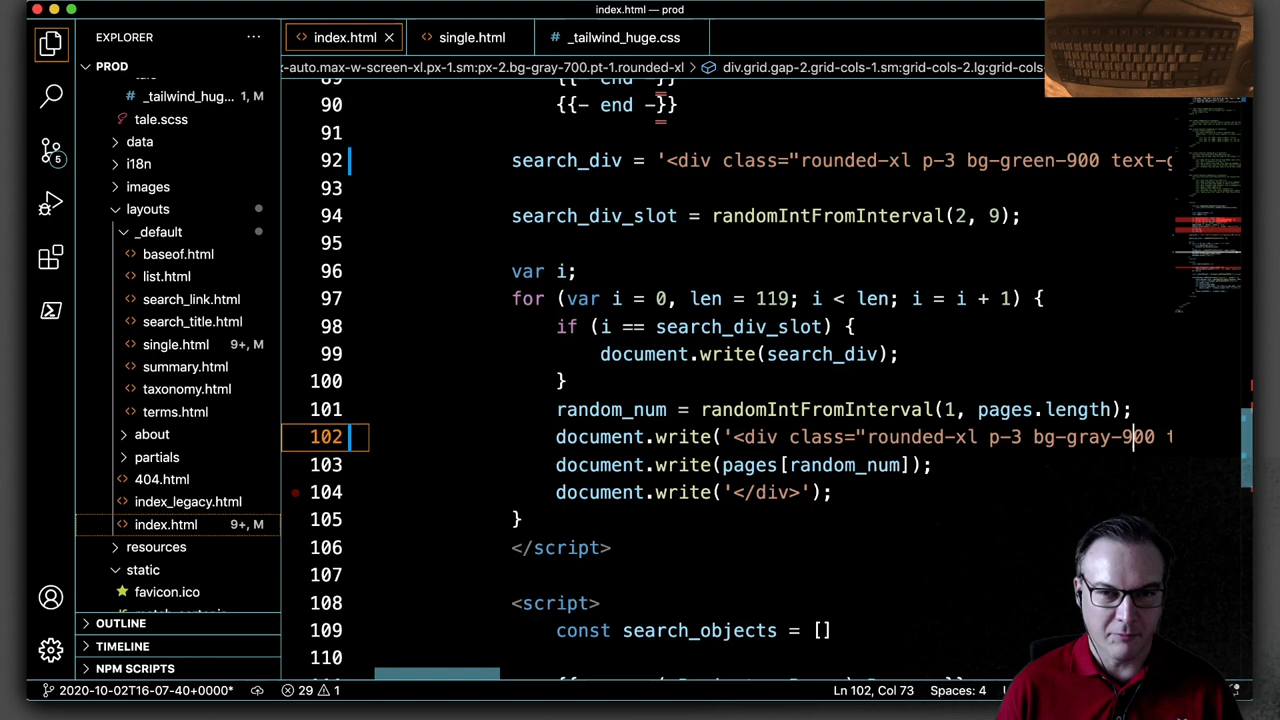 index.html — prod
EXPLORER
PROD
_tailwind_hug... 1, M
tale.scss
data
i18n
images
layouts
_default
baseof.html
list.html
search_link.html
search_title.html
single.html 9+, M
summary.html
taxonomy.html
terms.html
about
partials
404.html
index_legacy.html
index.html 9+, M
resources
static
favicon.ico
OUTLINE
TIMELINE
NPM SCRIPTS
5
index.html
single.html
# _tailwind_huge.css
-auto.max-w-screen-xl.px-1.sm:px-2.bg-gray-700.pt-1.rounded-xl > div.grid.gap-2.grid-cols-1.sm:grid-cols-2.lg:grid-cols
89 {{ end }}
90 {{- end -}}
91
92 search_div = '<div class="rounded-xl p-3 bg-green-900 text-g
93
94 search_div_slot = randomIntFromInterval(2, 9);
95
96 var i;
97 for (var i = 0, len = 119; i < len; i = i + 1) {
98 if (i == search_div_slot) {
99 document.write(search_div);
100 }
101 random_num = randomIntFromInterval(1, pages.length);
102 document.write('<div class="rounded-xl p-3 bg-gray-900 t
103 document.write(pages[random_num]);
104 document.write('</div>');
105 }
106 </script>
107
108 <script>
109 const search_objects = []
110
2020-10-02T16-07-40+0000* 29 1
Ln 102, Col 73 Spaces: 4